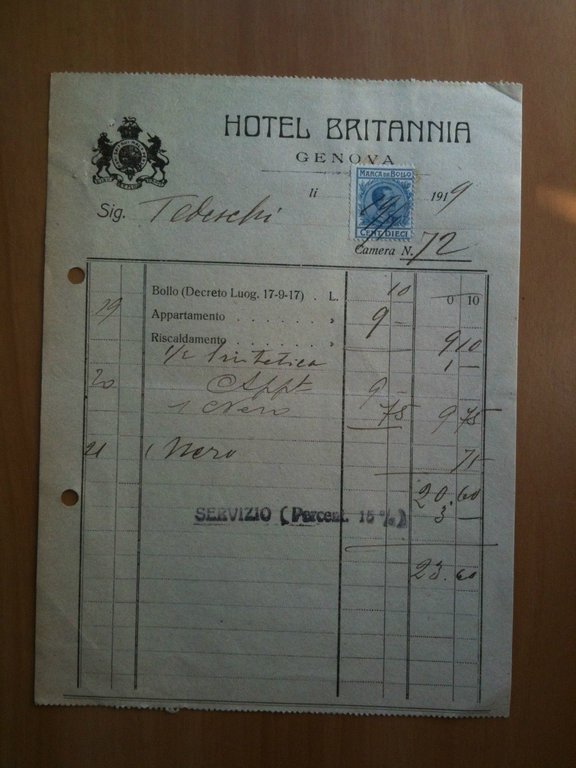 HOTEL BRITANNIA
GENOVA
MARCA DA BOLLO
CENT. DIECI
li 1919
Sig. Tedeschi
Camera N. 72
Bollo (Decreto Luog. 17-9-17) . L. 10 0 10
19 Appartamento . . . . . . . „ 9 –
Riscaldamento . . . . . . . „ 9 10
1/2 1 –
20 Appt 9 –
1 Nero 75 9 75
21 1 Nero 75
20.60
SERVIZIO (Percent. 15%) 3 –
23.60